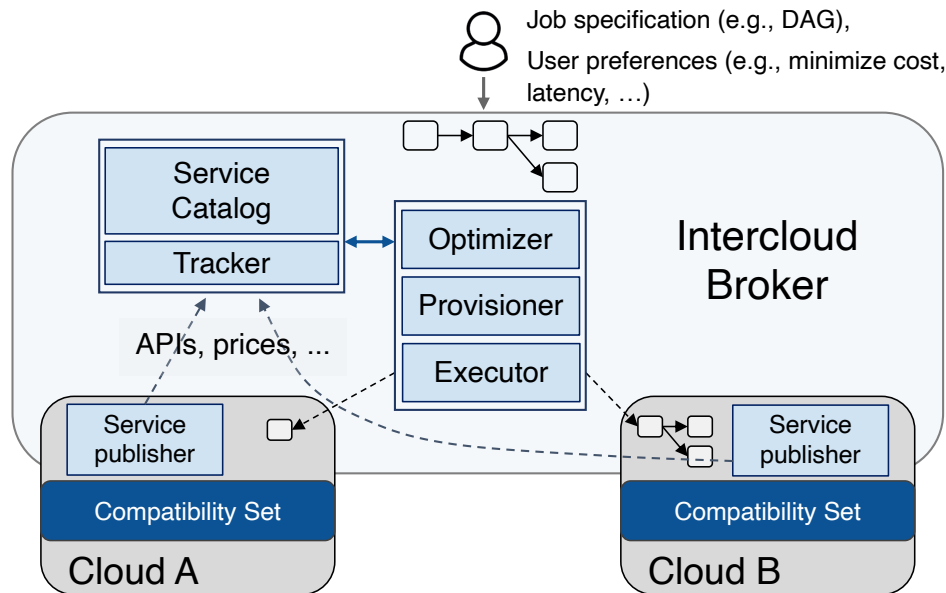 Job specification (e.g., DAG),
User preferences (e.g., minimize cost,
latency, …)
Service
Catalog
Tracker
Optimizer
Provisioner
Executor
Intercloud
Broker
APIs, prices, ...
Service
publisher
Compatibility Set
Cloud A
Service
publisher
Compatibility Set
Cloud B